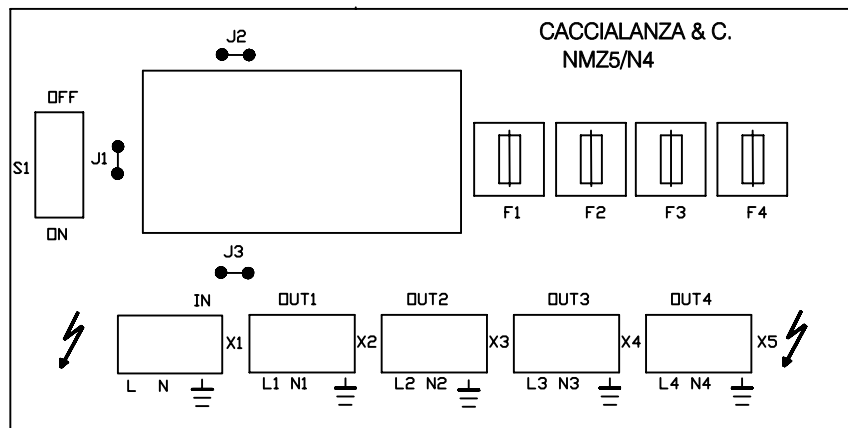 CACCIALANZA & C.
NMZ5/N4
J2
OFF
J1
S1
ON
F1 F2 F3 F4
J3
IN OUT1 OUT2 OUT3 OUT4
X1 X2 X3 X4 X5
L N L1 N1 L2 N2 L3 N3 L4 N4